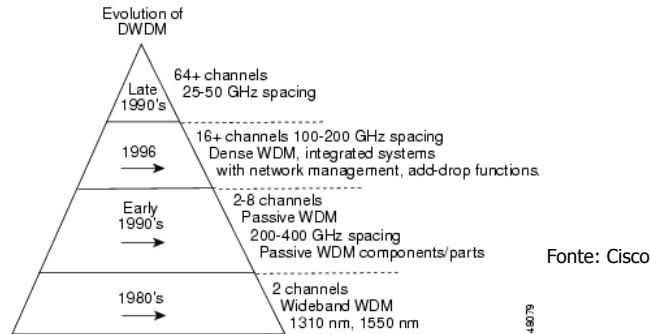 Evolution of
DWDM
Late
1990's
64+ channels
25-50 GHz spacing
1996
16+ channels 100-200 GHz spacing
Dense WDM, integrated systems
with network management, add-drop functions.
Early
1990's
2-8 channels
Passive WDM
200-400 GHz spacing
Passive WDM components/parts
1980's
2 channels
Wideband WDM
1310 nm, 1550 nm
Fonte: Cisco
48079